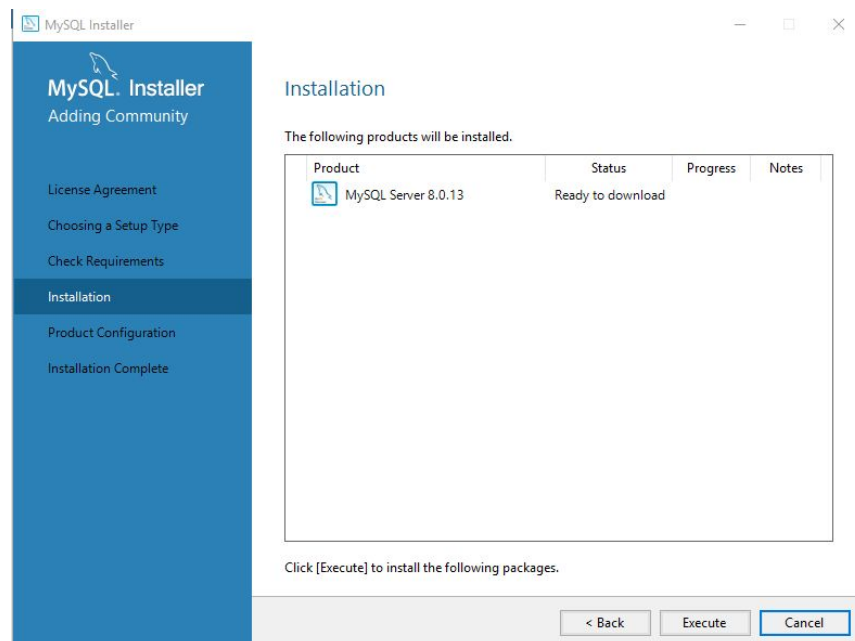 MySQL Installer
MySQL. Installer
Adding Community
License Agreement
Choosing a Setup Type
Check Requirements
Installation
Product Configuration
Installation Complete
Installation
The following products will be installed.
Product Status Progress Notes
MySQL Server 8.0.13 Ready to download
Click [Execute] to install the following packages.
< Back Execute Cancel